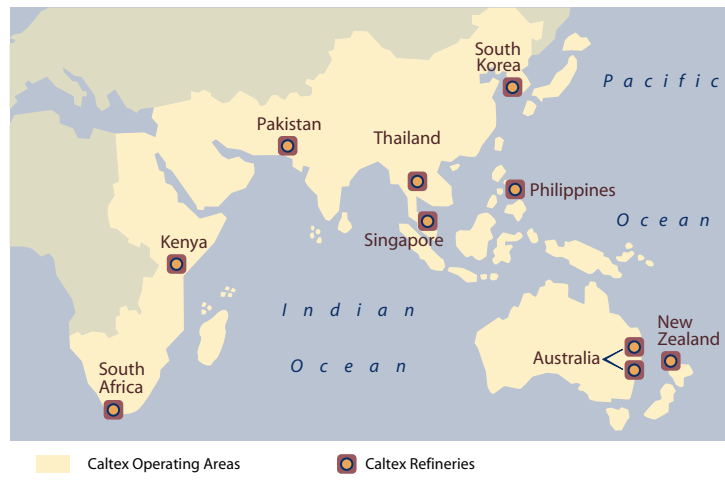 South
Korea
Pacific
Pakistan
Thailand
Philippines
Ocean
Singapore
Kenya
Indian
Ocean
New
Zealand
Australia
South
Africa
Caltex Operating Areas
Caltex Refineries